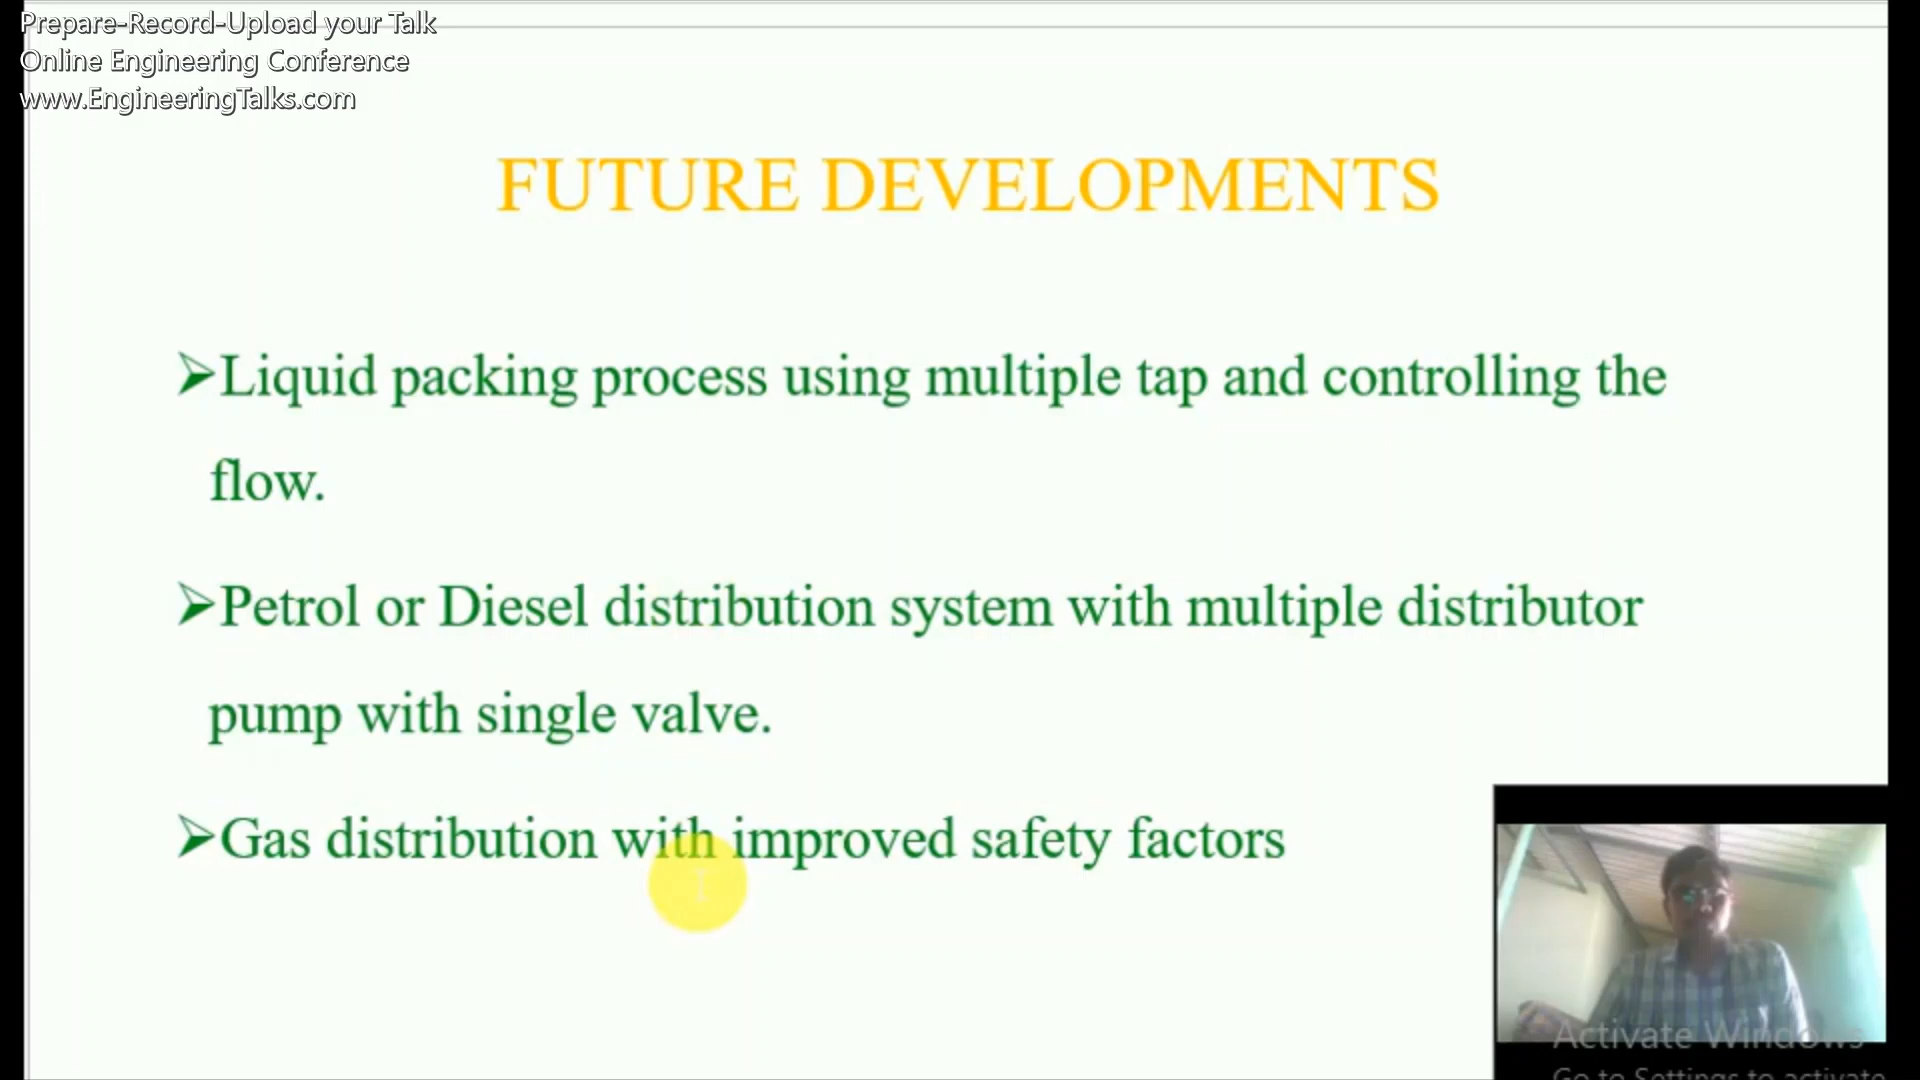 Prepare-Record-Upload your Talk
Online Engineering Conference
www.EngineeringTalks.com
FUTURE DEVELOPMENTS
➢Liquid packing process using multiple tap and controlling the
flow.
➢Petrol or Diesel distribution system with multiple distributor
pump with single valve.
➢Gas distribution with improved safety factors
Activate Windows
Go to Settings to activate